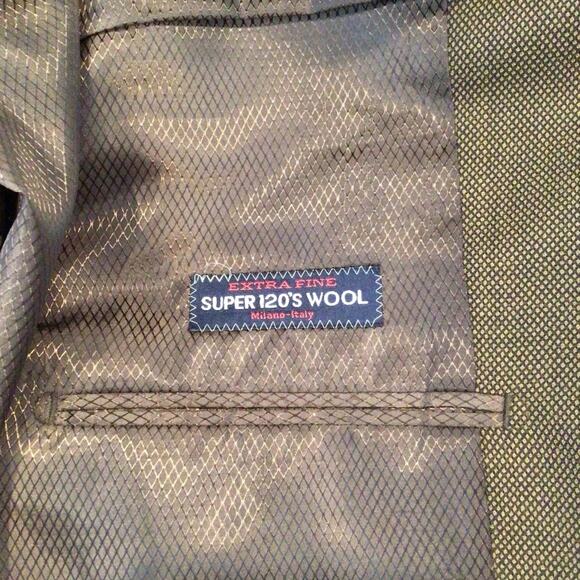 EXTRA FINE
SUPER 120'S WOOL
Milano-Italy